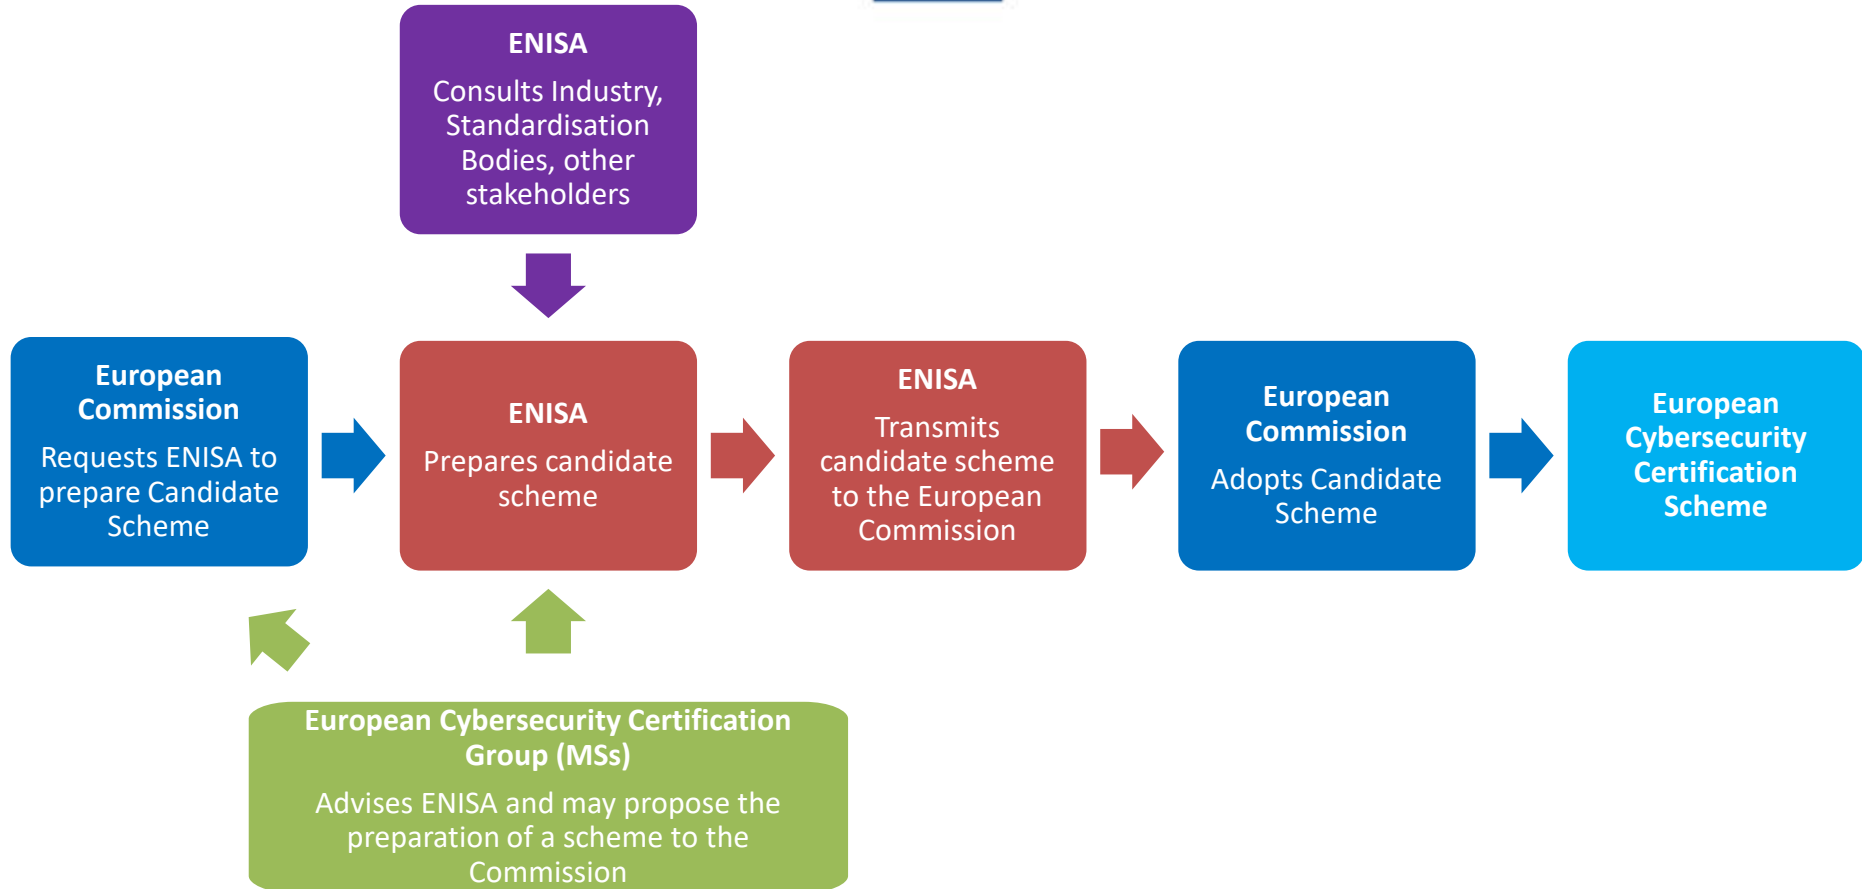 ENISA
Consults Industry,
Standardisation
Bodies, other
stakeholders
European
Commission
Requests ENISA to
prepare Candidate
Scheme
ENISA
Prepares candidate
scheme
ENISA
Transmits
candidate scheme
to the European
Commission
European
Commission
Adopts Candidate
Scheme
European
Cybersecurity
Certification
Scheme
European Cybersecurity Certification
Group (MSs)
Advises ENISA and may propose the
preparation of a scheme to the
Commission